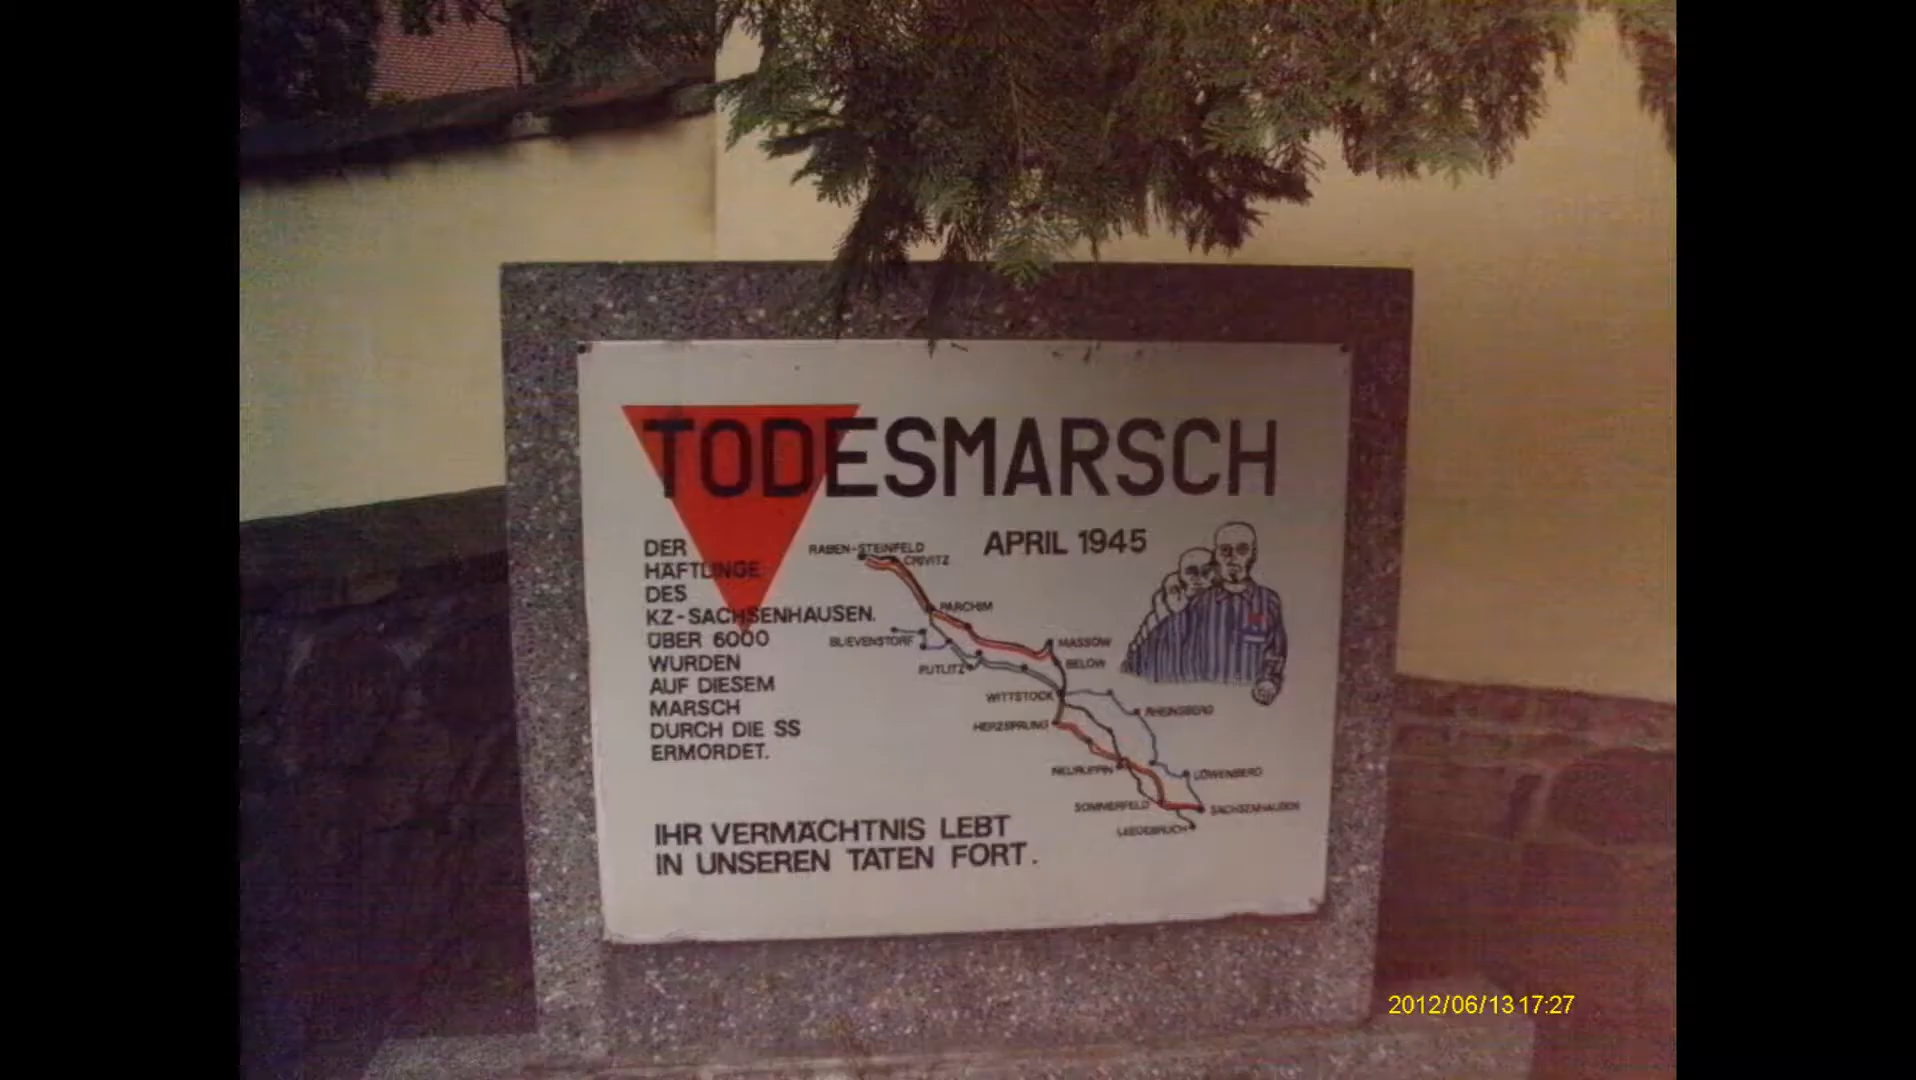 TODESMARSCH
APRIL 1945
DER
HÄFTLINGE
DES
KZ-SACHSENHAUSEN.
ÜBER 6000
WURDEN
AUF DIESEM
MARSCH
DURCH DIE SS
ERMORDET.
RABEN-STEINFELD
CRIVITZ
PARCHIM
BLIEVENSTORF
MASSOW
BELOW
PUTLITZ
WITTSTOCK
RHEINSBERG
HERZSPRUNG
NEURUPPIN
LÖWENBERG
SOMMERFELD
SACHSENHAUSEN
LEEGEBRUCH
IHR VERMÄCHTNIS LEBT
IN UNSEREN TATEN FORT.
2012/06/13 17:27